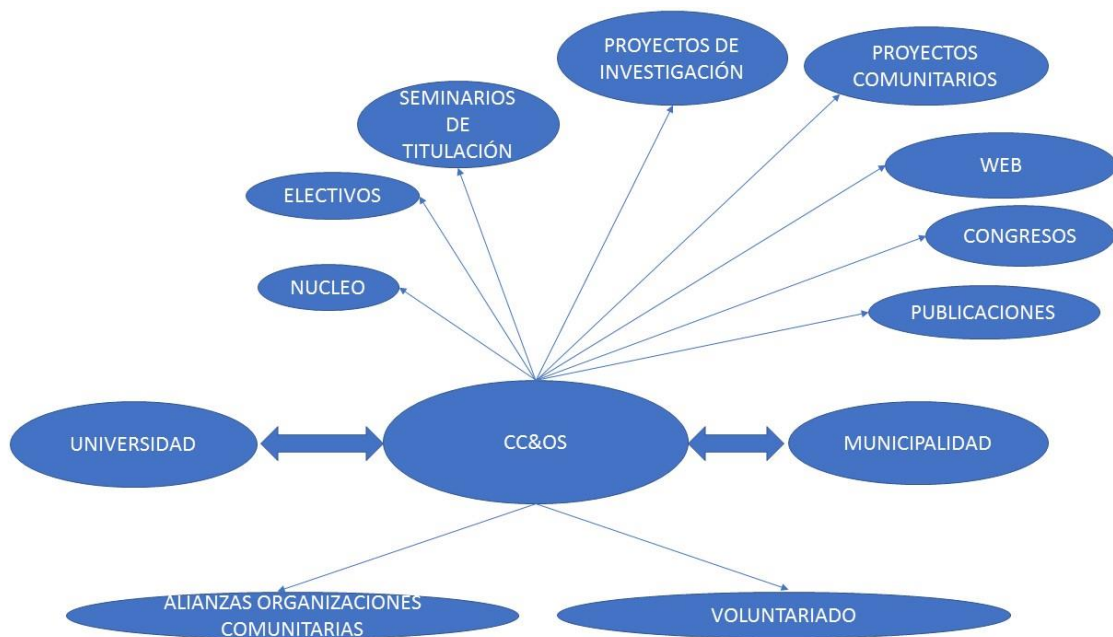 PROYECTOS DE
INVESTIGACIÓN
PROYECTOS
COMUNITARIOS
SEMINARIOS
DE
TITULACIÓN
WEB
ELECTIVOS
CONGRESOS
NUCLEO
PUBLICACIONES
UNIVERSIDAD
CC&OS
MUNICIPALIDAD
ALIANZAS ORGANIZACIONES
COMUNITARIAS
VOLUNTARIADO